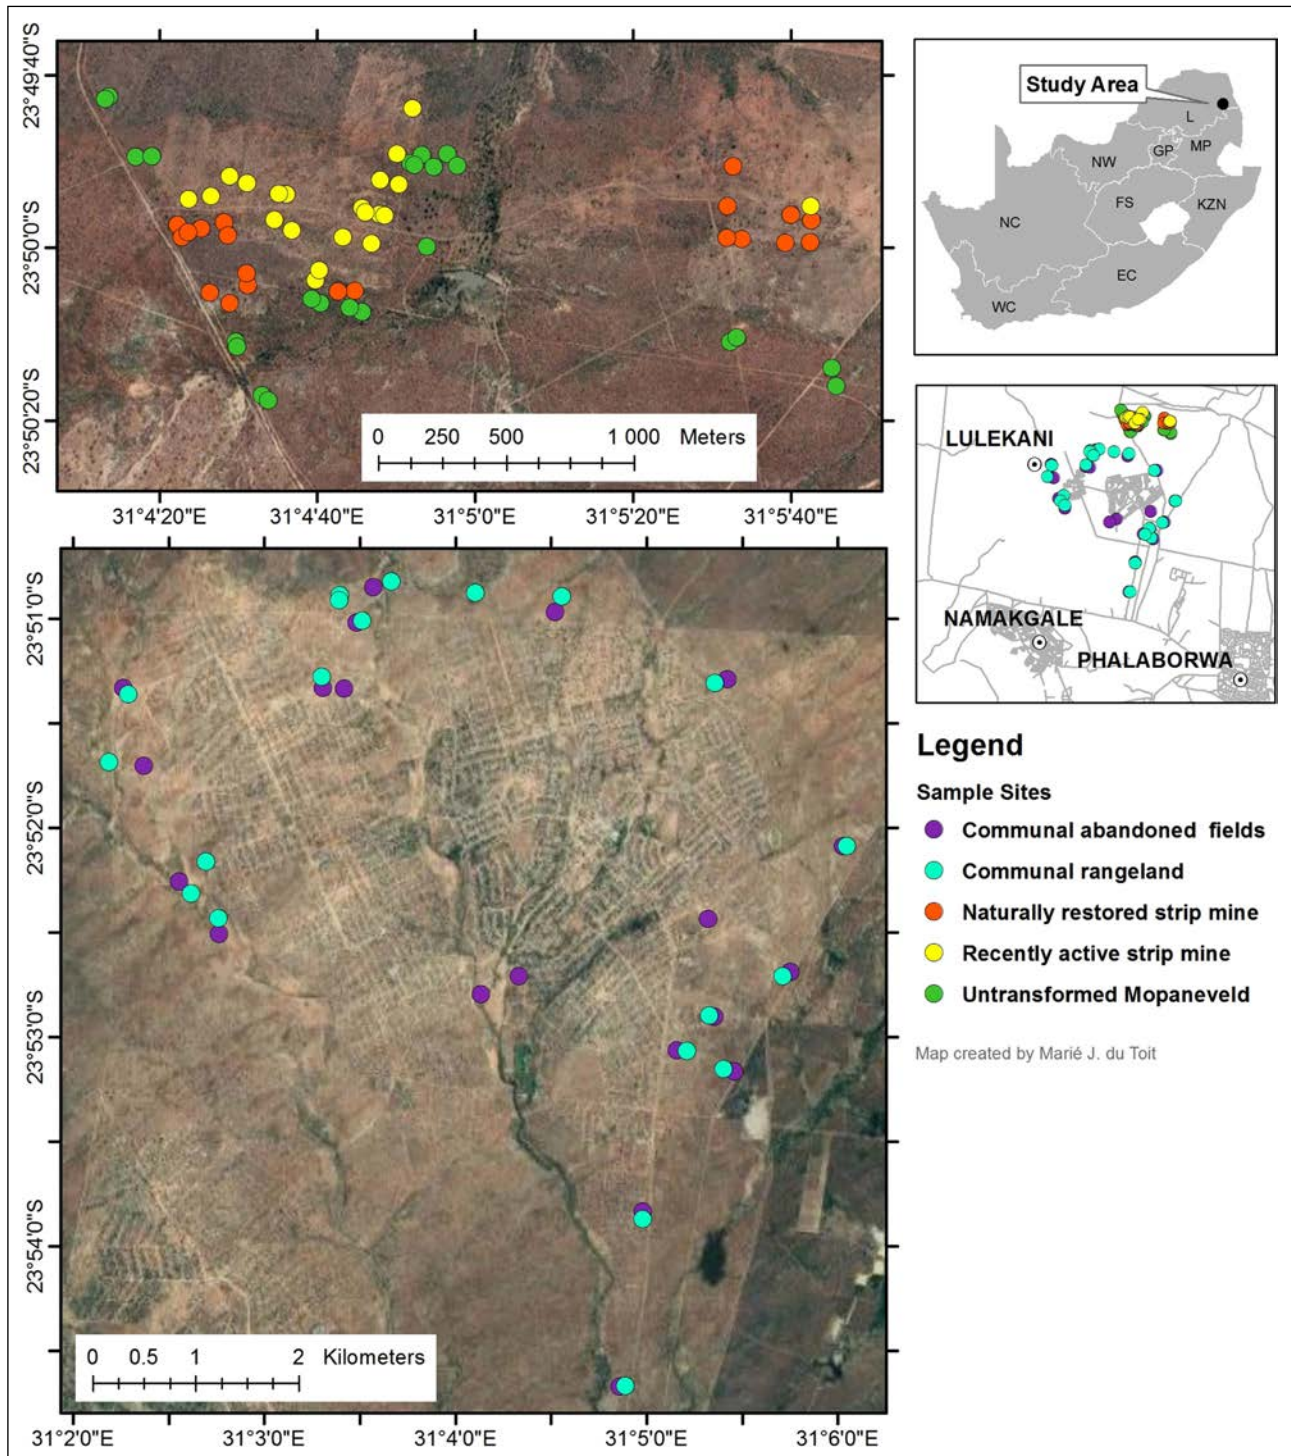 23°49'40"S
23°50'0"S
23°50'20"S
0 250 500 1 000 Meters
31°4'20"E 31°4'40"E 31°5'0"E 31°5'20"E 31°5'40"E
Study Area
L
NW
GP
MP
FS
KZN
NC
EC
WC
LULEKANI
NAMAKGALE
PHALABORWA
23°51'0"S
23°52'0"S
23°53'0"S
23°54'0"S
0 0.5 1 2 Kilometers
31°2'0"E 31°3'0"E 31°4'0"E 31°5'0"E 31°6'0"E
Legend
Sample Sites
Communal abandoned fields
Communal rangeland
Naturally restored strip mine
Recently active strip mine
Untransformed Mopaneveld
Map created by Marié J. du Toit